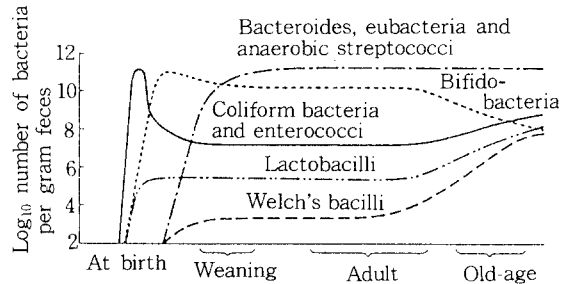 Log10 number of bacteria
per gram feces
12
10
8
6
4
2
Bacteroides, eubacteria and
anaerobic streptococci
Bifido-
bacteria
Coliform bacteria
and enterococci
Lactobacilli
Welch's bacilli
At birth
Weaning
Adult
Old-age